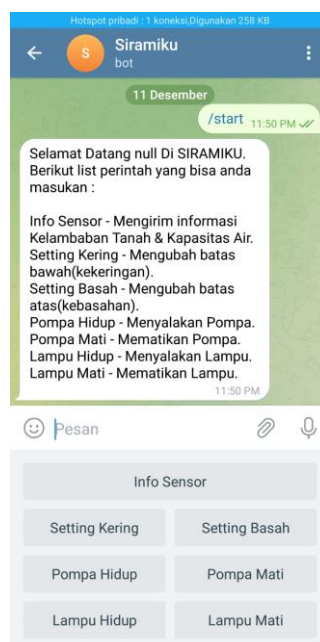 Hotspot pribadi : 1 koneksi,Digunakan 258 KB
S
Siramiku
bot
11 Desember
/start 11:50 PM
Selamat Datang null Di SIRAMIKU.
Berikut list perintah yang bisa anda
masukan :
Info Sensor - Mengirim informasi
Kelambaban Tanah & Kapasitas Air.
Setting Kering - Mengubah batas
bawah(kekeringan).
Setting Basah - Mengubah batas
atas(kebasahan).
Pompa Hidup - Menyalakan Pompa.
Pompa Mati - Mematikan Pompa.
Lampu Hidup - Menyalakan Lampu.
Lampu Mati - Mematikan Lampu.
11:50 PM
Pesan
Info Sensor
Setting Kering Setting Basah
Pompa Hidup Pompa Mati
Lampu Hidup Lampu Mati